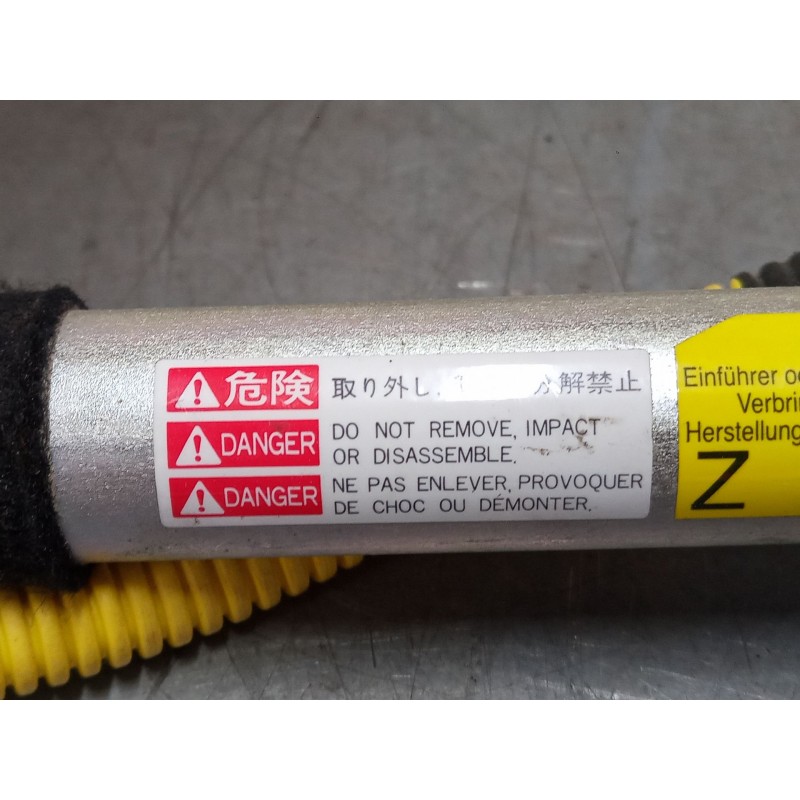 危険 取り外し 分解禁止
DANGER DO NOT REMOVE, IMPACT
OR DISASSEMBLE.
DANGER NE PAS ENLEVER, PROVOQUER
DE CHOC OU DÉMONTER.
Einführer
Verbri
Herstellung
Z